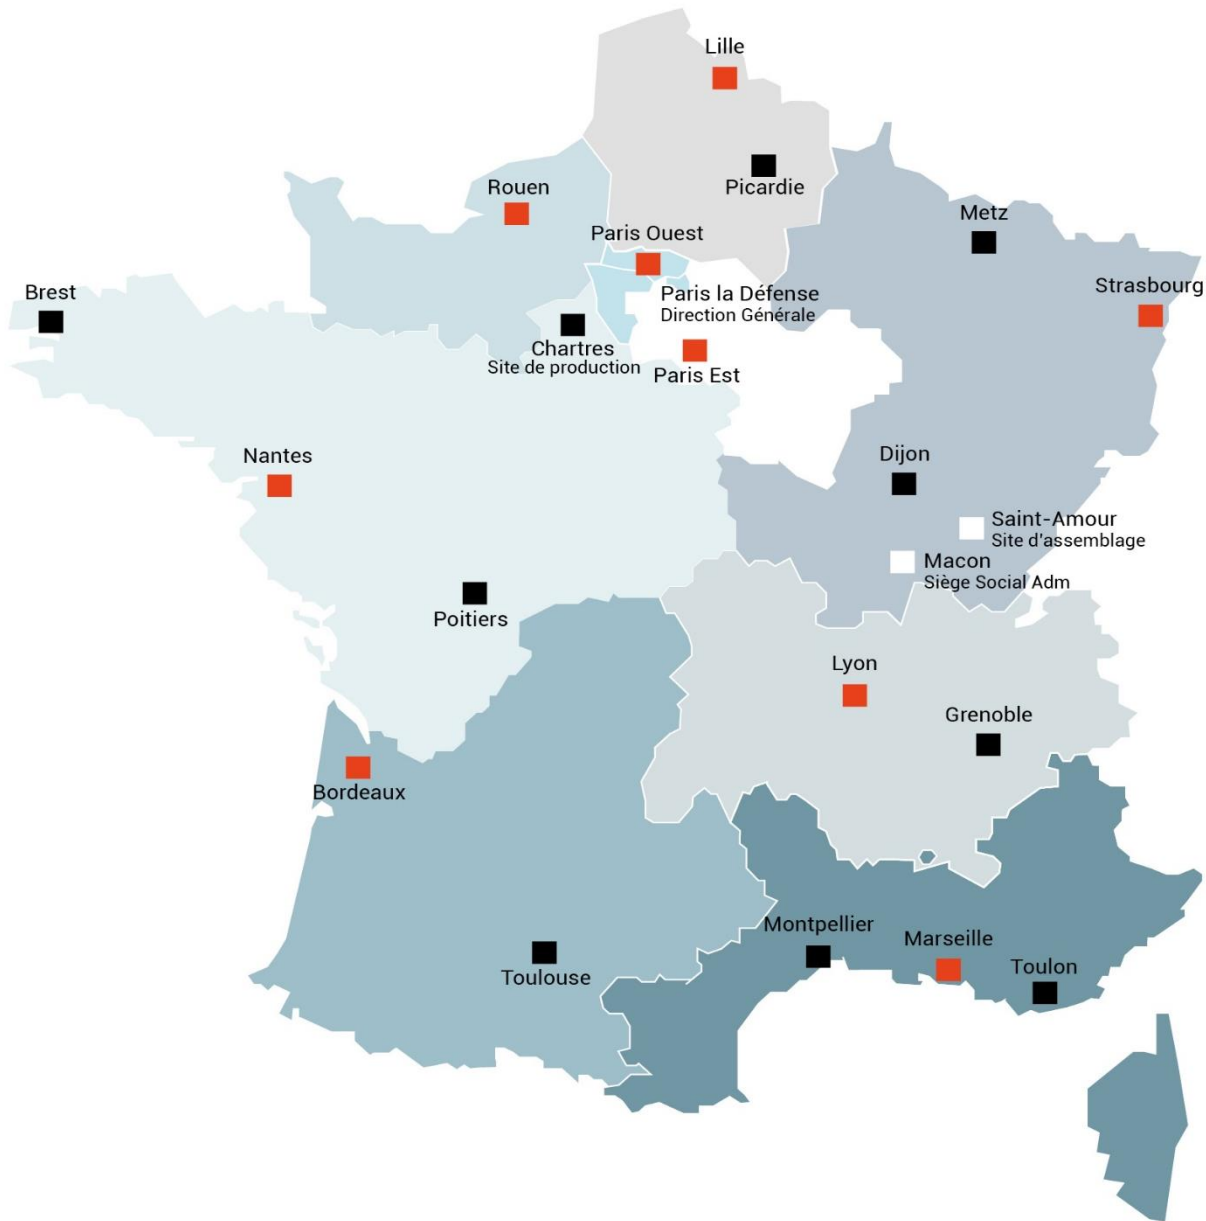 Lille
Picardie
Rouen
Metz
Paris Ouest
Strasbourg
Brest
Paris la Défense
Direction Générale
Chartres
Site de production
Paris Est
Nantes
Dijon
Saint-Amour
Site d'assemblage
Macon
Siège Social Adm
Poitiers
Lyon
Grenoble
Bordeaux
Montpellier
Marseille
Toulouse
Toulon